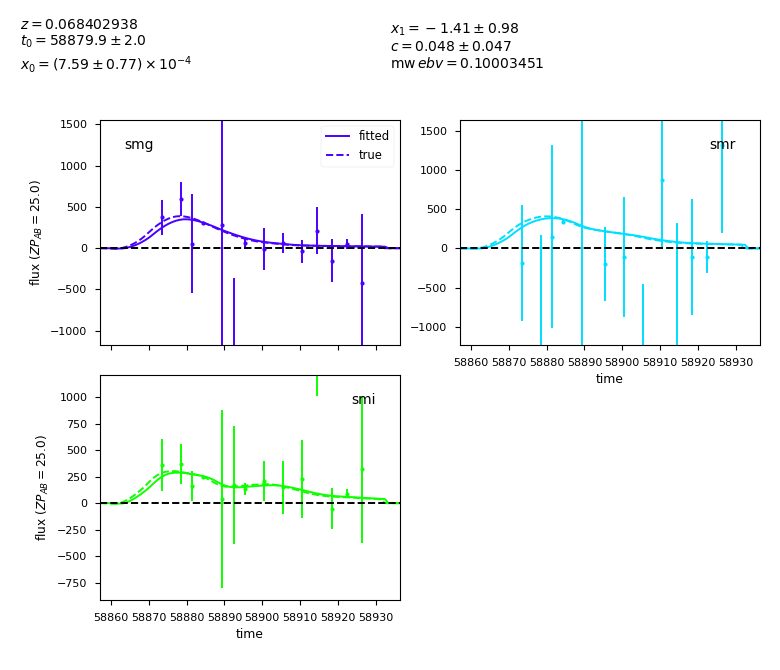 z = 0.068402938
t₀ = 58879.9 ± 2.0
x₀ = (7.59 ± 0.77) × 10⁻⁴
x₁ = −1.41 ± 0.98
c = 0.048 ± 0.047
mw ebv = 0.10003451
smg
fitted
true
1500
1000
500
0
−500
−1000
flux (ZP_AB = 25.0)
smr
1500
1000
500
0
−500
−1000
58860 58870 58880 58890 58900 58910 58920 58930
time
smi
1000
750
500
250
0
−250
−500
−750
flux (ZP_AB = 25.0)
58860 58870 58880 58890 58900 58910 58920 58930
time